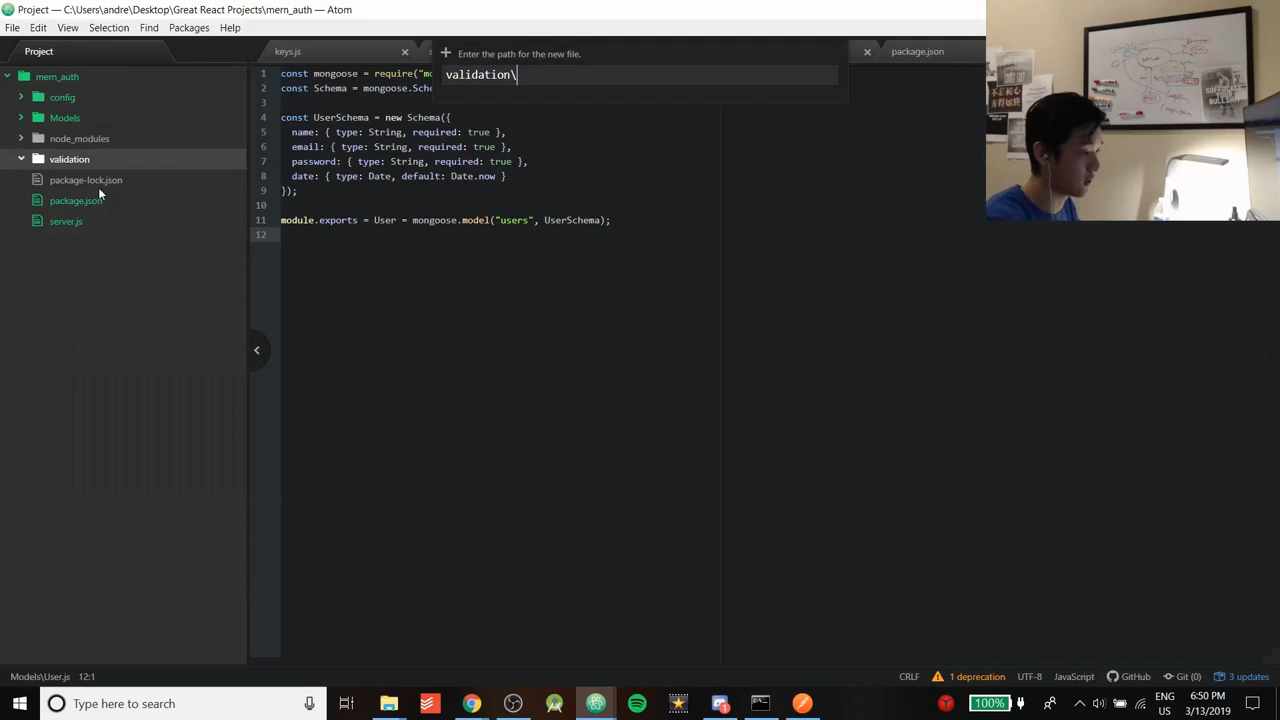 Project — C:\Users\andre\Desktop\Great React Projects\mern_auth — Atom
File Edit View Selection Find Packages Help
Project
keys.js
package.json
Enter the path for the new file.
validation\
mern_auth
config
Models
node_modules
validation
package-lock.json
package.json
server.js
1 const mongoose = require("mo
2 const Schema = mongoose.Sche
3
4 const UserSchema = new Schema({
5 name: { type: String, required: true },
6 email: { type: String, required: true },
7 password: { type: String, required: true },
8 date: { type: Date, default: Date.now }
9 });
10
11 module.exports = User = mongoose.model("users", UserSchema);
12
SUFFOCATE
YOUR
BULLSHIT
Models\User.js 12:1
CRLF 1 deprecation UTF-8 JavaScript GitHub Git (0) 3 updates
Type here to search
100%
ENG
US
6:50 PM
3/13/2019